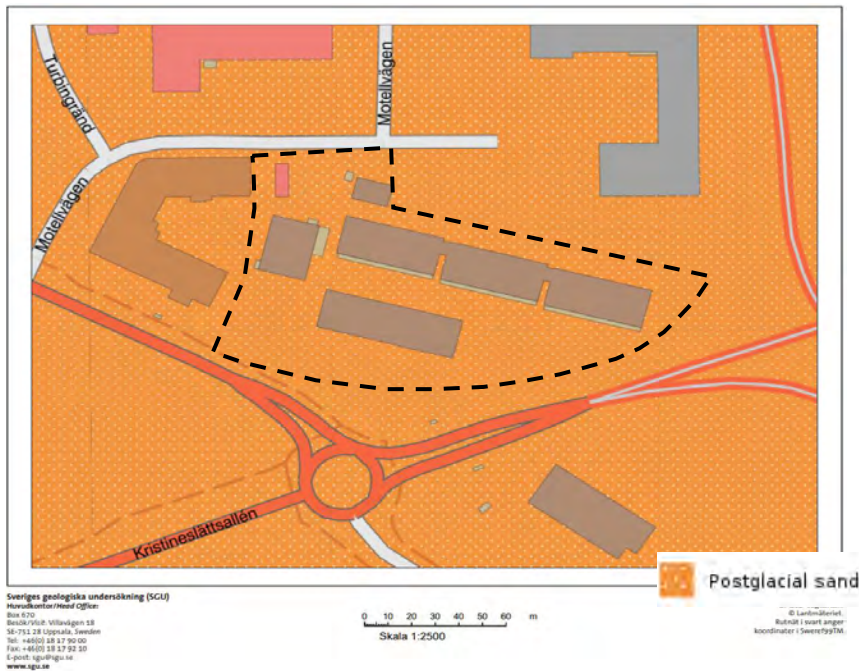 Turbingränd
Motellvägen
Motellvägen
Kristineslättsallén
Postglacial sand
Sveriges geologiska undersökning (SGU)
Huvudkontor/Head Office:
Box 670
Besök/Visit: Villavägen 18
SE-751 28 Uppsala, Sweden
Tel: +46(0) 18 17 90 00
Fax: +46(0) 18 17 92 10
E-post: sgu@sgu.se
www.sgu.se
0 10 20 30 40 50 60 m
Skala 1:2500
© Lantmäteriet.
Rutnät i svart anger
koordinater i Sweref99TM.